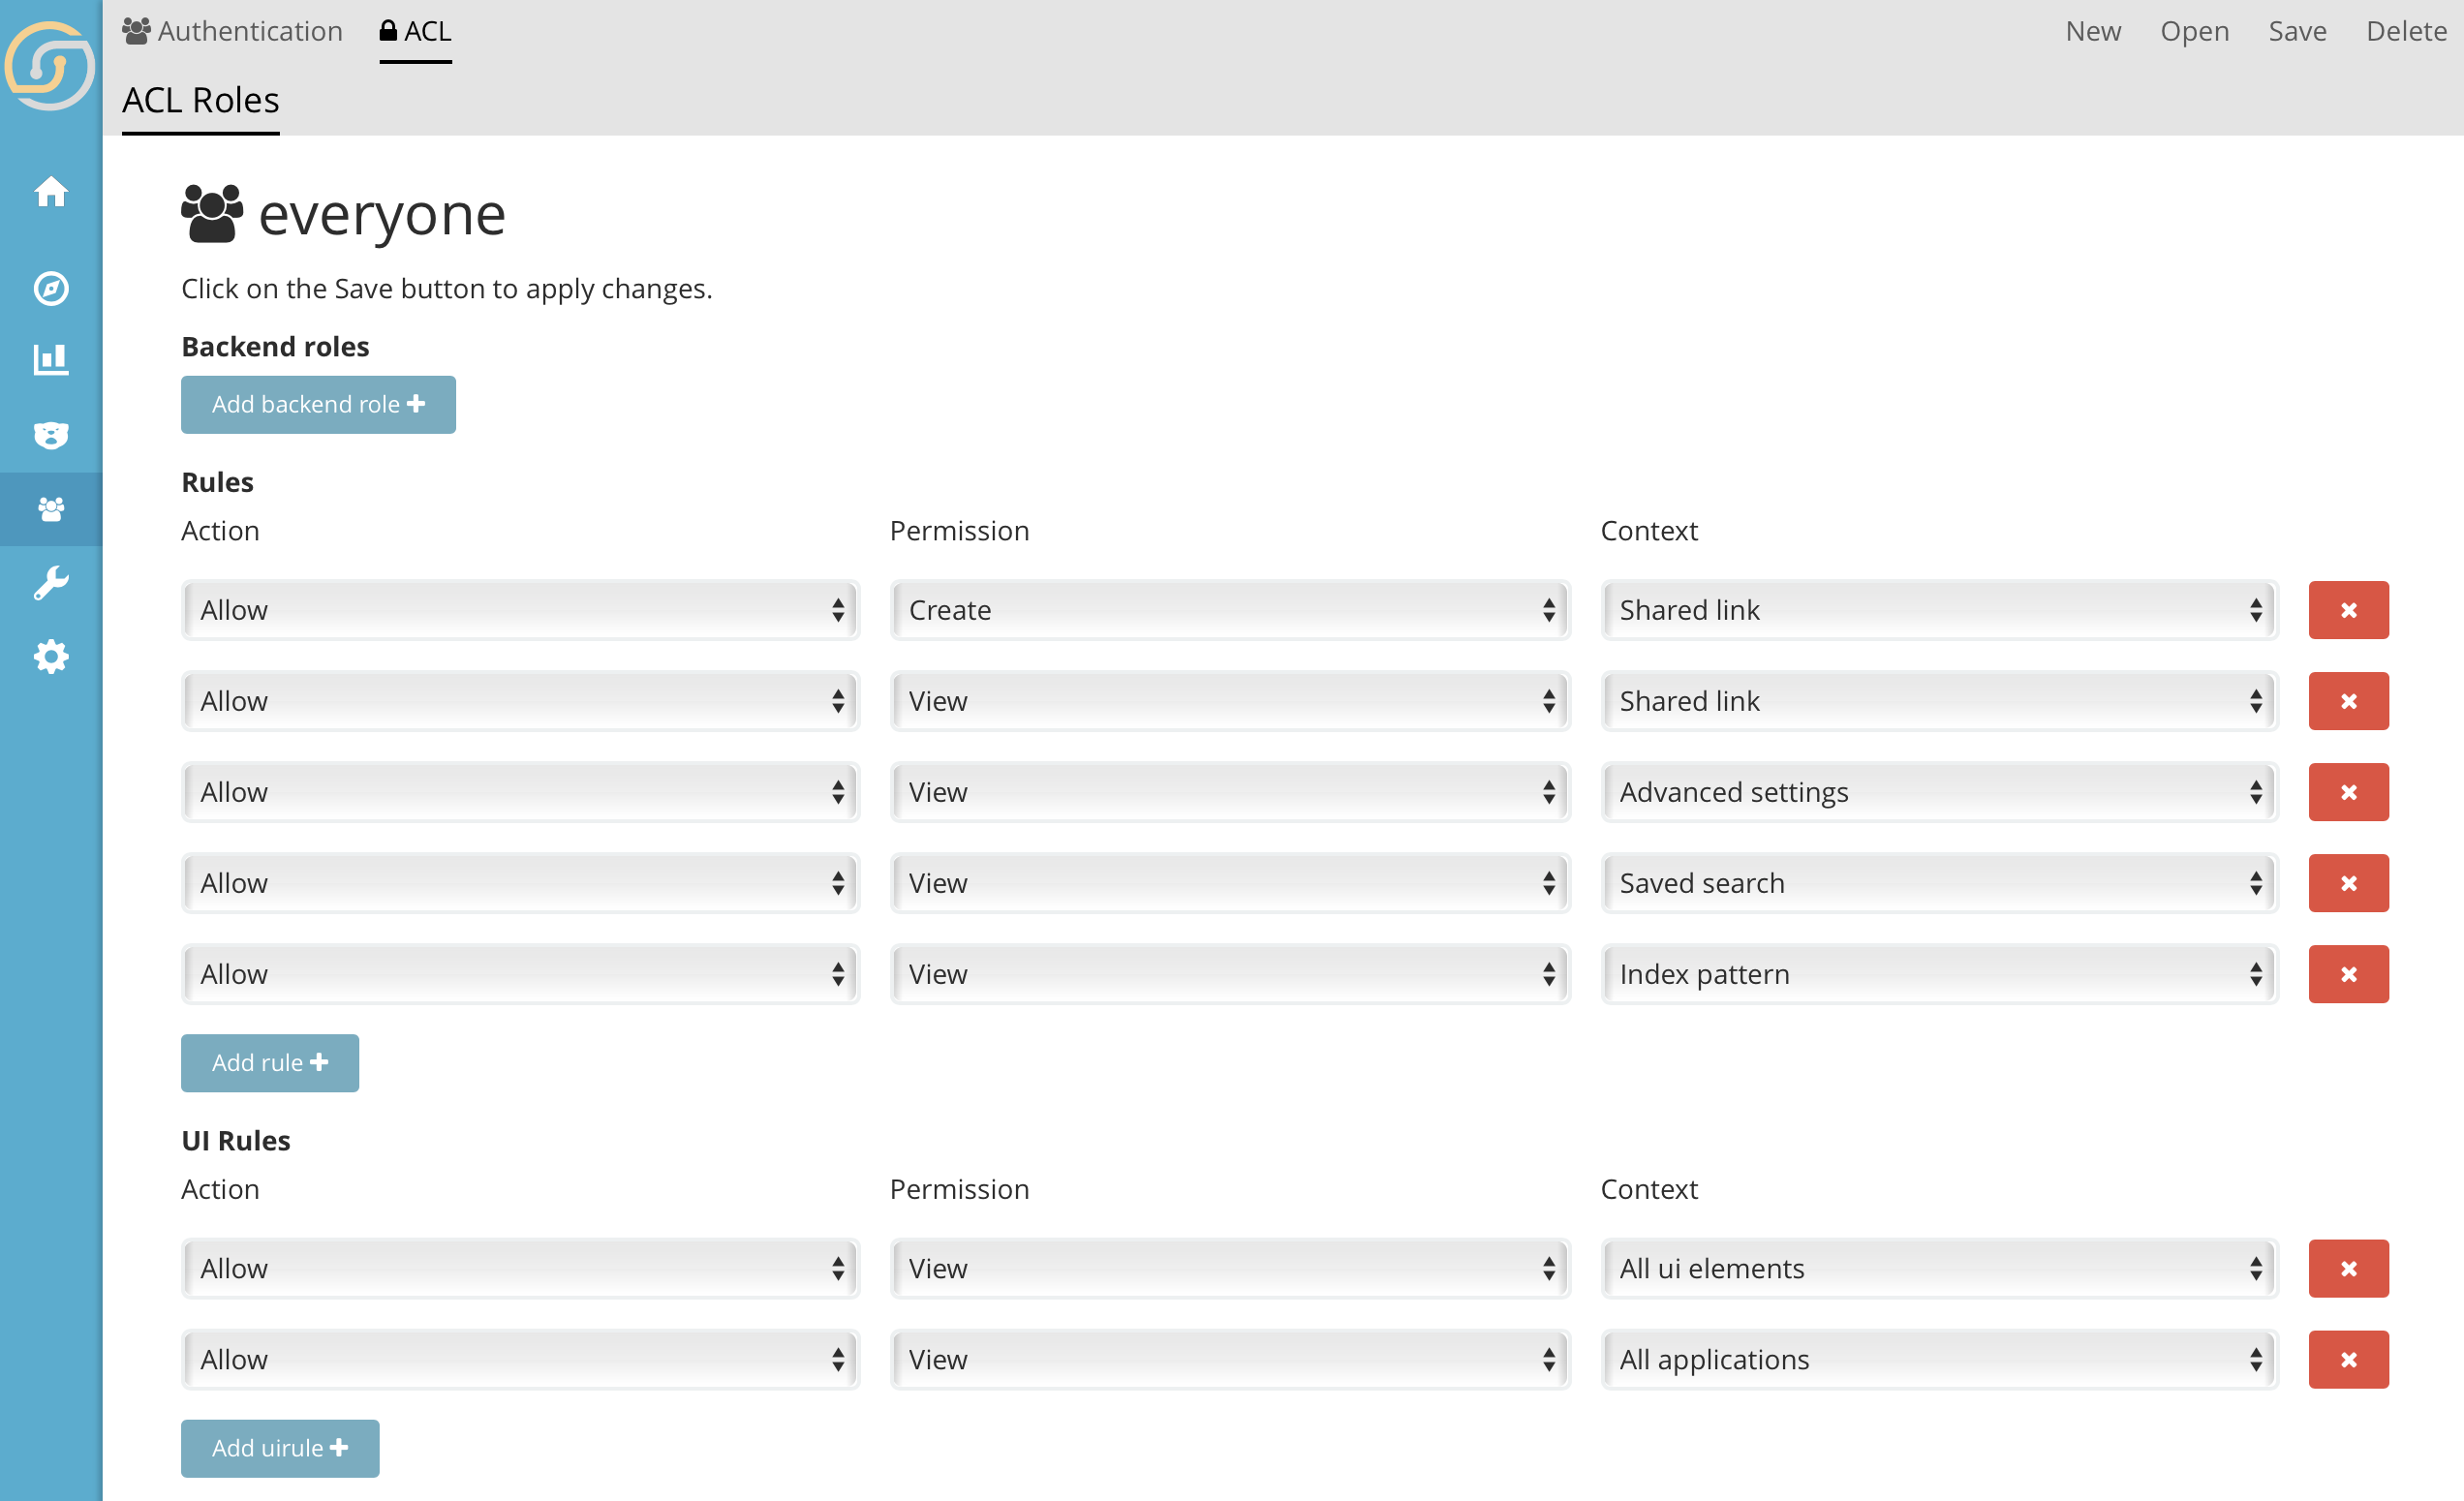 Authentication ACL New Open Save Delete
ACL Roles
everyone
Click on the Save button to apply changes.
Backend roles
Add backend role
Rules
Action Permission Context
Allow Create Shared link
Allow View Shared link
Allow View Advanced settings
Allow View Saved search
Allow View Index pattern
Add rule
UI Rules
Action Permission Context
Allow View All ui elements
Allow View All applications
Add uirule